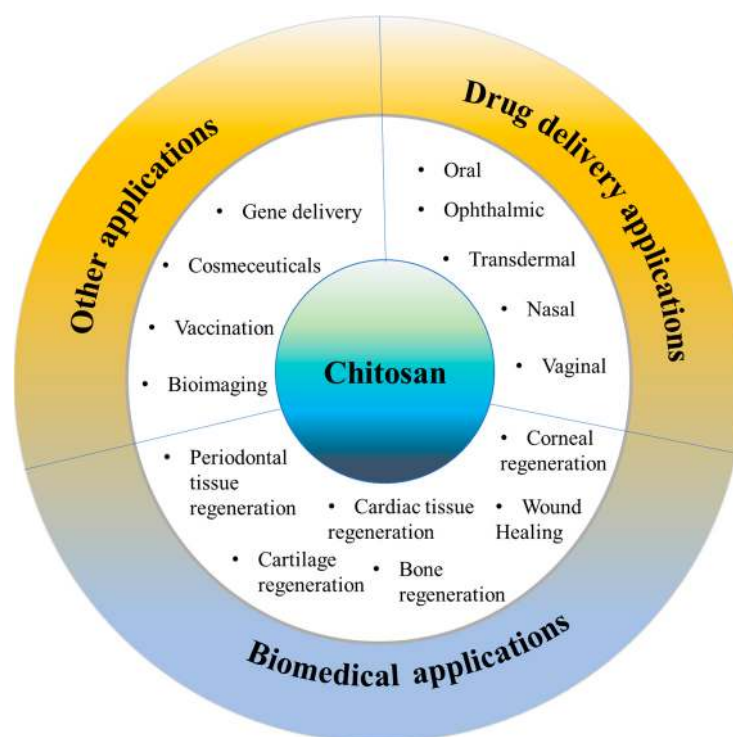 Drug delivery applications
• Oral
• Ophthalmic
• Transdermal
• Nasal
• Vaginal
Other applications
• Gene delivery
• Cosmeceuticals
• Vaccination
• Bioimaging
Chitosan
• Periodontal
tissue
regeneration
• Cardiac tissue
regeneration
• Corneal
regeneration
• Wound
Healing
• Cartilage
regeneration
• Bone
regeneration
Biomedical applications